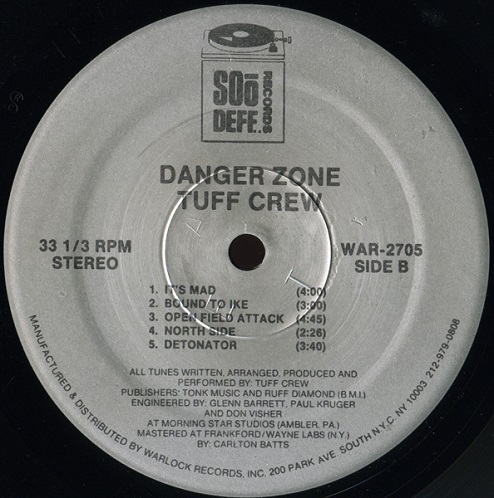 SOō
DEFF..
RECORDS
DANGER ZONE
TUFF CREW
33 1/3 RPM
STEREO
WAR-2705
SIDE B
1. IT'S MAD (4:00)
2. BOUND TO IKE (3:00)
3. OPEN FIELD ATTACK (4:45)
4. NORTH SIDE (2:26)
5. DETONATOR (3:40)
ALL TUNES WRITTEN, ARRANGED, PRODUCED AND
PERFORMED BY: TUFF CREW
PUBLISHERS' TONK MUSIC AND RUFF DIAMOND (B.M.I.)
ENGINEERED BY: GLENN BARRETT, PAUL KRUGER
AND DON VISHER
AT MORNING STAR STUDIOS (AMBLER, PA.)
MASTERED AT FRANKFORD/WAYNE LABS (N.Y.)
BY: CARLTON BATTS
MANUFACTURED & DISTRIBUTED BY WARLOCK RECORDS, INC. 200 PARK AVE. SOUTH N.Y.C. NY 10003 212-979-0808